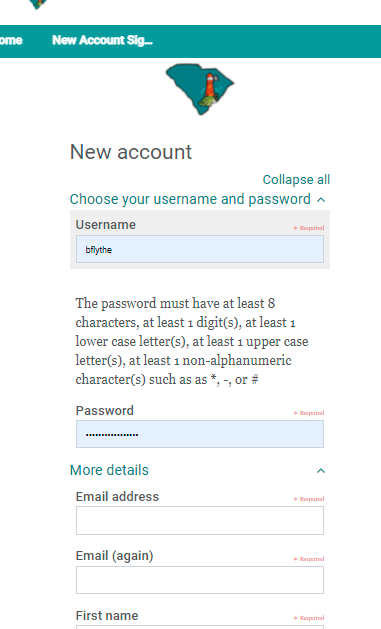 ome New Account Sig...
New account
Collapse all
Choose your username and password
Username
* Required
bflythe
The password must have at least 8
characters, at least 1 digit(s), at least 1
lower case letter(s), at least 1 upper case
letter(s), at least 1 non-alphanumeric
character(s) such as as *, -, or #
Password
* Required
•••••••••••••••••
More details
Email address
* Required
Email (again)
* Required
First name
* Required